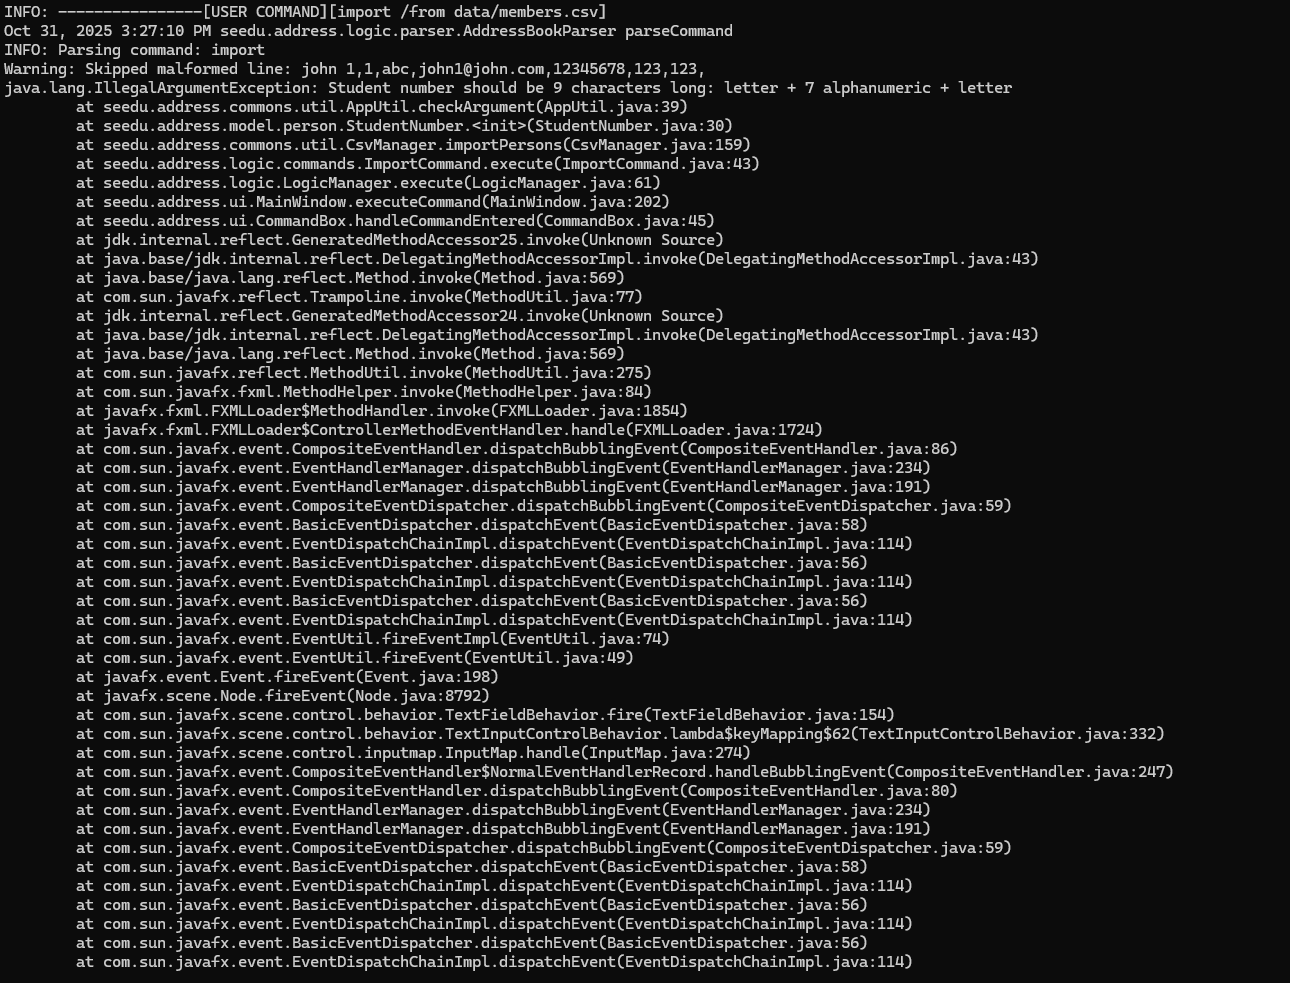 INFO: ----------------[USER COMMAND][import /from data/members.csv]
Oct 31, 2025 3:27:10 PM seedu.address.logic.parser.AddressBookParser parseCommand
INFO: Parsing command: import
Warning: Skipped malformed line: john 1,1,abc,john1@john.com,12345678,123,123,
java.lang.IllegalArgumentException: Student number should be 9 characters long: letter + 7 alphanumeric + letter
        at seedu.address.commons.util.AppUtil.checkArgument(AppUtil.java:39)
        at seedu.address.model.person.StudentNumber.<init>(StudentNumber.java:30)
        at seedu.address.commons.util.CsvManager.importPersons(CsvManager.java:159)
        at seedu.address.logic.commands.ImportCommand.execute(ImportCommand.java:43)
        at seedu.address.logic.LogicManager.execute(LogicManager.java:61)
        at seedu.address.ui.MainWindow.executeCommand(MainWindow.java:202)
        at seedu.address.ui.CommandBox.handleCommandEntered(CommandBox.java:45)
        at jdk.internal.reflect.GeneratedMethodAccessor25.invoke(Unknown Source)
        at java.base/jdk.internal.reflect.DelegatingMethodAccessorImpl.invoke(DelegatingMethodAccessorImpl.java:43)
        at java.base/java.lang.reflect.Method.invoke(Method.java:569)
        at com.sun.javafx.reflect.Trampoline.invoke(MethodUtil.java:77)
        at jdk.internal.reflect.GeneratedMethodAccessor24.invoke(Unknown Source)
        at java.base/jdk.internal.reflect.DelegatingMethodAccessorImpl.invoke(DelegatingMethodAccessorImpl.java:43)
        at java.base/java.lang.reflect.Method.invoke(Method.java:569)
        at com.sun.javafx.reflect.MethodUtil.invoke(MethodUtil.java:275)
        at com.sun.javafx.fxml.MethodHelper.invoke(MethodHelper.java:84)
        at javafx.fxml.FXMLLoader$MethodHandler.invoke(FXMLLoader.java:1854)
        at javafx.fxml.FXMLLoader$ControllerMethodEventHandler.handle(FXMLLoader.java:1724)
        at com.sun.javafx.event.CompositeEventHandler.dispatchBubblingEvent(CompositeEventHandler.java:86)
        at com.sun.javafx.event.EventHandlerManager.dispatchBubblingEvent(EventHandlerManager.java:234)
        at com.sun.javafx.event.EventHandlerManager.dispatchBubblingEvent(EventHandlerManager.java:191)
        at com.sun.javafx.event.CompositeEventDispatcher.dispatchBubblingEvent(CompositeEventDispatcher.java:59)
        at com.sun.javafx.event.BasicEventDispatcher.dispatchEvent(BasicEventDispatcher.java:58)
        at com.sun.javafx.event.EventDispatchChainImpl.dispatchEvent(EventDispatchChainImpl.java:114)
        at com.sun.javafx.event.BasicEventDispatcher.dispatchEvent(BasicEventDispatcher.java:56)
        at com.sun.javafx.event.EventDispatchChainImpl.dispatchEvent(EventDispatchChainImpl.java:114)
        at com.sun.javafx.event.BasicEventDispatcher.dispatchEvent(BasicEventDispatcher.java:56)
        at com.sun.javafx.event.EventDispatchChainImpl.dispatchEvent(EventDispatchChainImpl.java:114)
        at com.sun.javafx.event.EventUtil.fireEventImpl(EventUtil.java:74)
        at com.sun.javafx.event.EventUtil.fireEvent(EventUtil.java:49)
        at javafx.event.Event.fireEvent(Event.java:198)
        at javafx.scene.Node.fireEvent(Node.java:8792)
        at com.sun.javafx.scene.control.behavior.TextFieldBehavior.fire(TextFieldBehavior.java:154)
        at com.sun.javafx.scene.control.behavior.TextInputControlBehavior.lambda$keyMapping$62(TextInputControlBehavior.java:332)
        at com.sun.javafx.scene.control.inputmap.InputMap.handle(InputMap.java:274)
        at com.sun.javafx.event.CompositeEventHandler$NormalEventHandlerRecord.handleBubblingEvent(CompositeEventHandler.java:247)
        at com.sun.javafx.event.CompositeEventHandler.dispatchBubblingEvent(CompositeEventHandler.java:80)
        at com.sun.javafx.event.EventHandlerManager.dispatchBubblingEvent(EventHandlerManager.java:234)
        at com.sun.javafx.event.EventHandlerManager.dispatchBubblingEvent(EventHandlerManager.java:191)
        at com.sun.javafx.event.CompositeEventDispatcher.dispatchBubblingEvent(CompositeEventDispatcher.java:59)
        at com.sun.javafx.event.BasicEventDispatcher.dispatchEvent(BasicEventDispatcher.java:58)
        at com.sun.javafx.event.EventDispatchChainImpl.dispatchEvent(EventDispatchChainImpl.java:114)
        at com.sun.javafx.event.BasicEventDispatcher.dispatchEvent(BasicEventDispatcher.java:56)
        at com.sun.javafx.event.EventDispatchChainImpl.dispatchEvent(EventDispatchChainImpl.java:114)
        at com.sun.javafx.event.BasicEventDispatcher.dispatchEvent(BasicEventDispatcher.java:56)
        at com.sun.javafx.event.EventDispatchChainImpl.dispatchEvent(EventDispatchChainImpl.java:114)